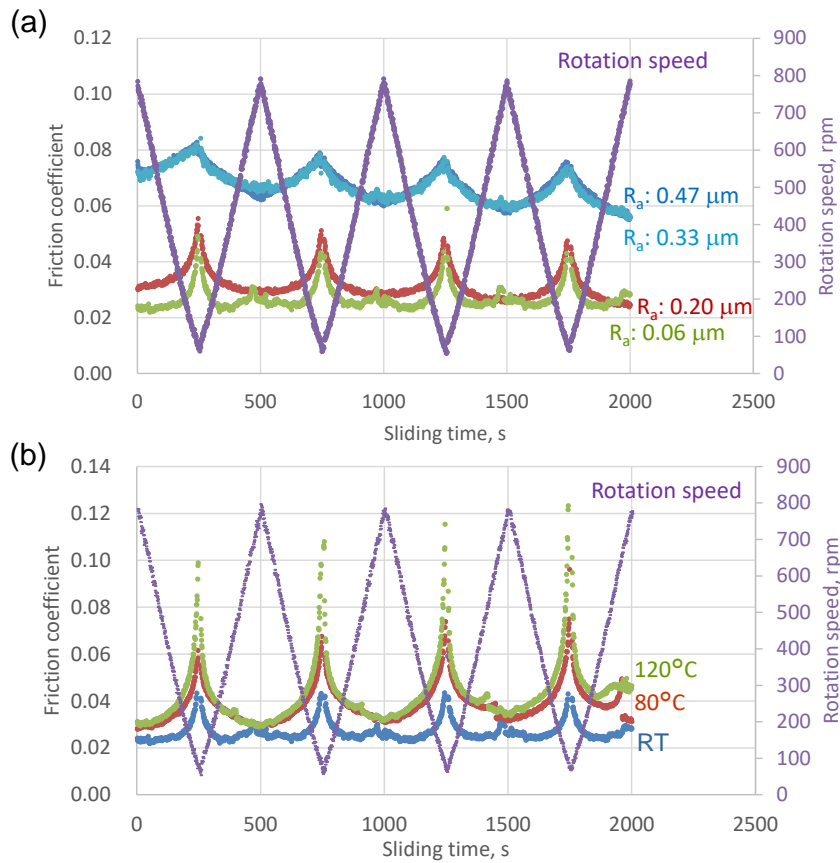 (a)
0.12
0.10
0.08
0.06
0.04
0.02
0.00
Friction coefficient
Rotation speed
Rₐ: 0.47 μm
Rₐ: 0.33 μm
Rₐ: 0.20 μm
Rₐ: 0.06 μm
900
800
700
600
500
400
300
200
100
0
Rotation speed, rpm
0 500 1000 1500 2000 2500
Sliding time, s
(b)
0.14
0.12
0.10
0.08
0.06
0.04
0.02
0.00
Friction coefficient
Rotation speed
120°C
80°C
RT
900
800
700
600
500
400
300
200
100
0
Rotation speed, rpm
0 500 1000 1500 2000 2500
Sliding time, s